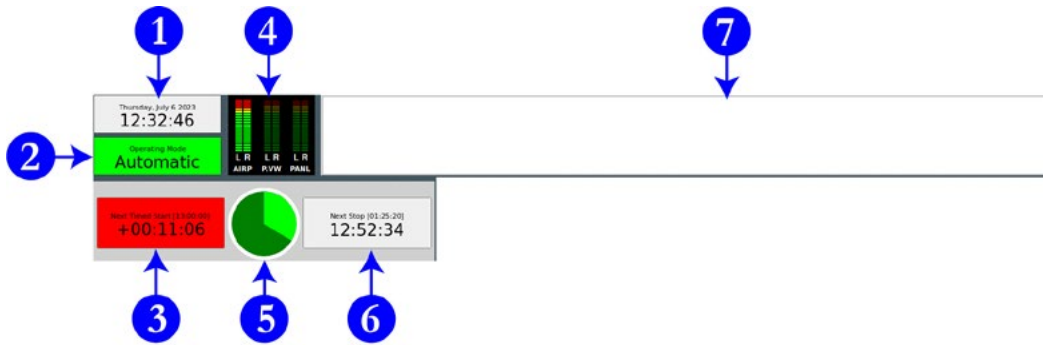 1
4
7
Thursday, July 6 2023
12:32:46
2
Operating Mode
Automatic
L R L R L R
AIRP P.VW PANL
Next Timed Start [13:00:00]
+00:11:06
Next Stop [01:25:20]
12:52:34
3
5
6